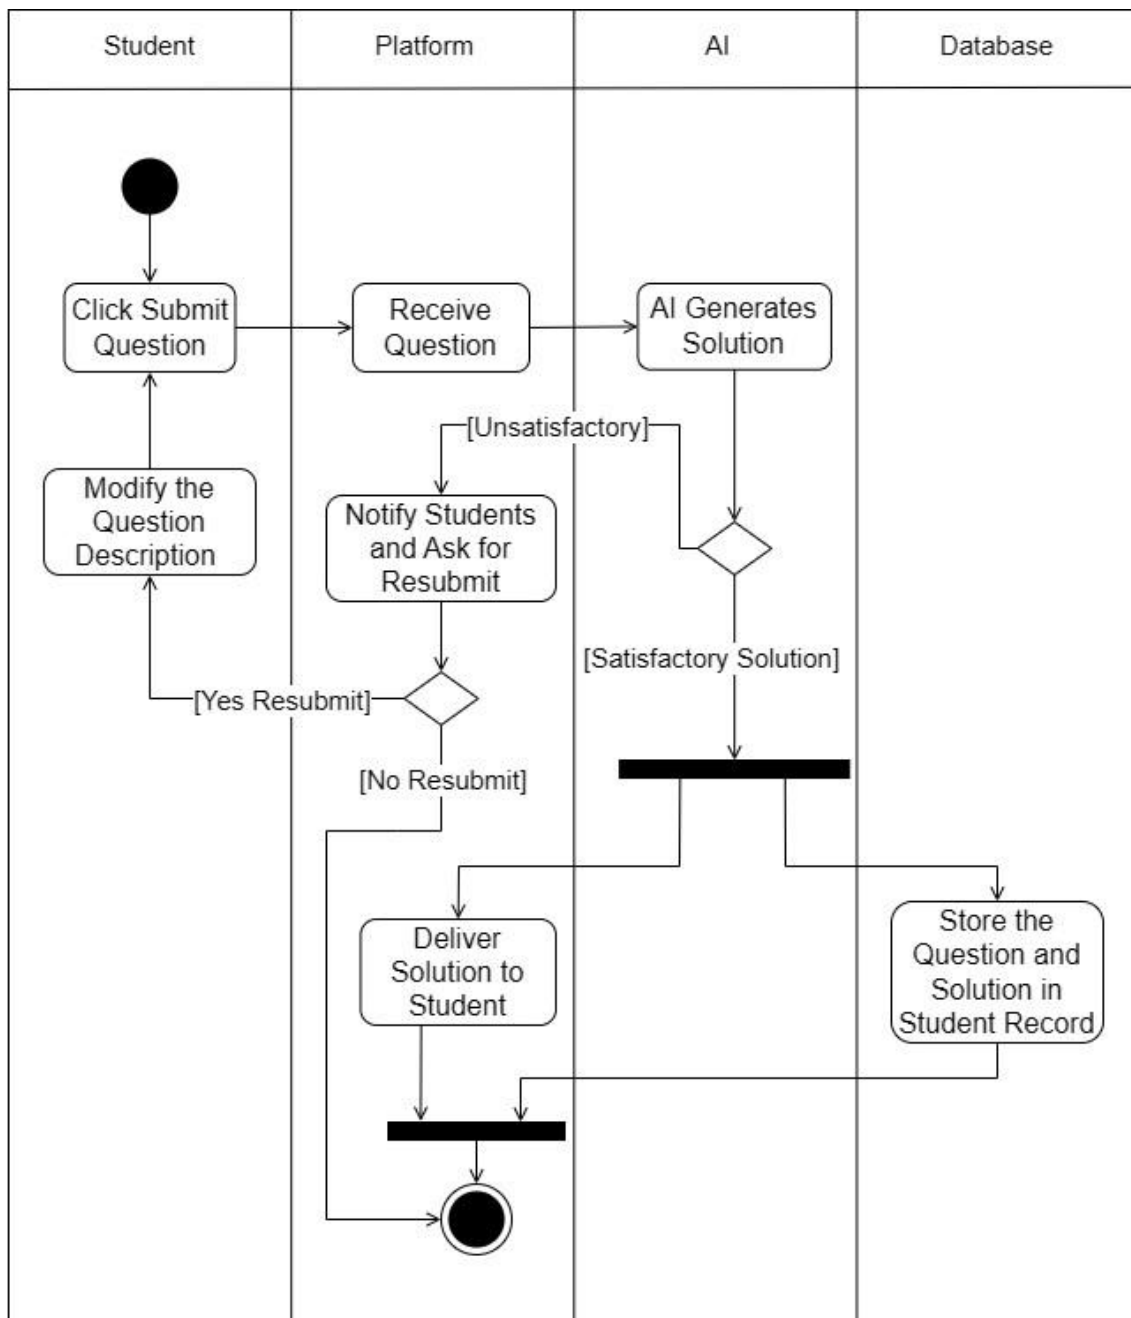 Student
Platform
AI
Database
Click Submit
Question
Receive
Question
AI Generates
Solution
[Unsatisfactory]
Modify the
Question
Description
Notify Students
and Ask for
Resubmit
[Satisfactory Solution]
[Yes Resubmit]
[No Resubmit]
Deliver
Solution to
Student
Store the
Question and
Solution in
Student Record